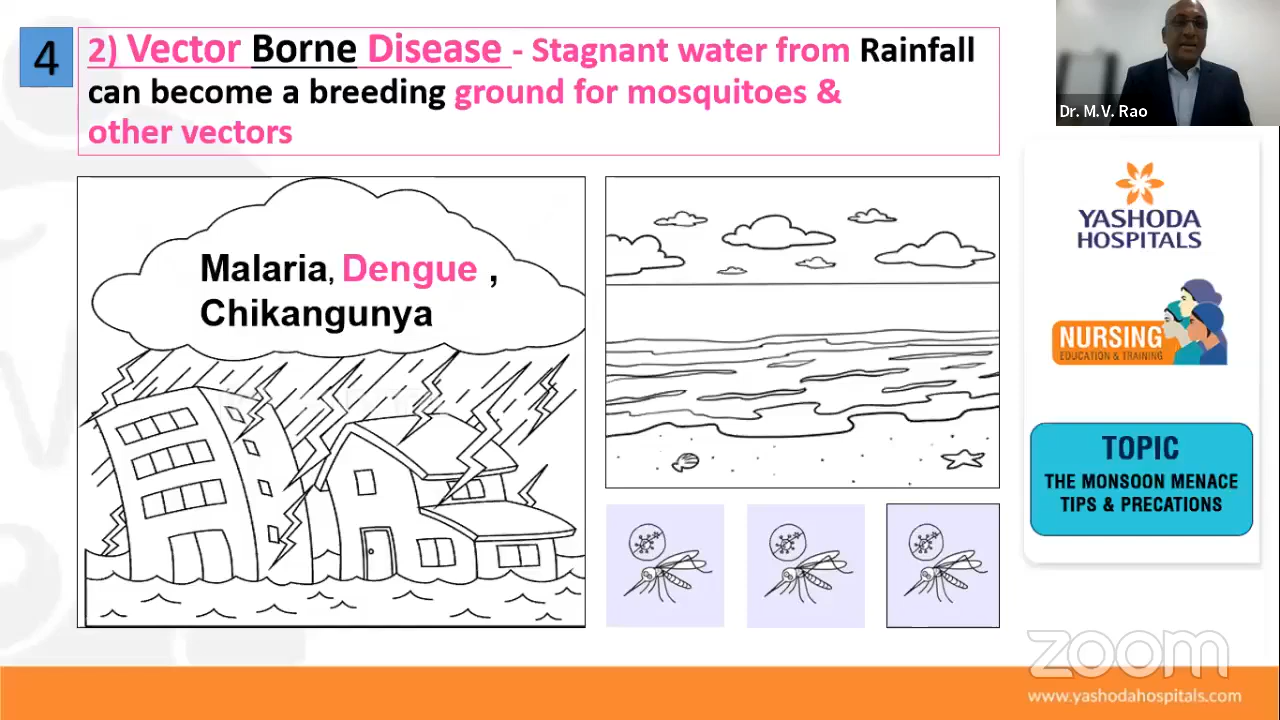 4
2) Vector Borne Disease - Stagnant water from Rainfall
can become a breeding ground for mosquitoes &
other vectors
Malaria, Dengue ,
Chikangunya
Dr. M.V. Rao
YASHODA
HOSPITALS
NURSING
EDUCATION & TRAINING
TOPIC
THE MONSOON MENACE
TIPS & PRECATIONS
zoom
www.yashodahospitals.com